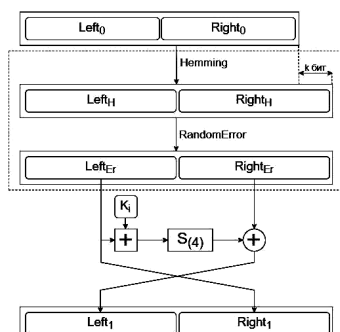 Left0 Right0
Hemming
k бит
LeftH RightH
RandomError
LeftEr RightEr
Ki
+ S(4) +
Left1 Right1